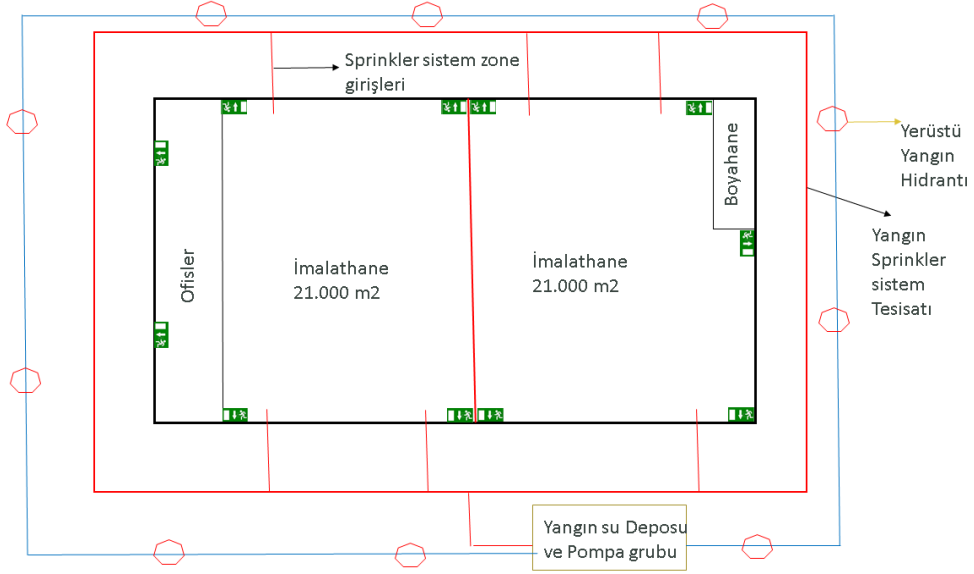 Sprinkler sistem zone
girişleri
Yerüstü
Yangın
Hidrantı
Boyahane
Yangın
Sprinkler
sistem
Tesisatı
Ofisler
İmalathane
21.000 m2
İmalathane
21.000 m2
Yangın su Deposu
ve Pompa grubu